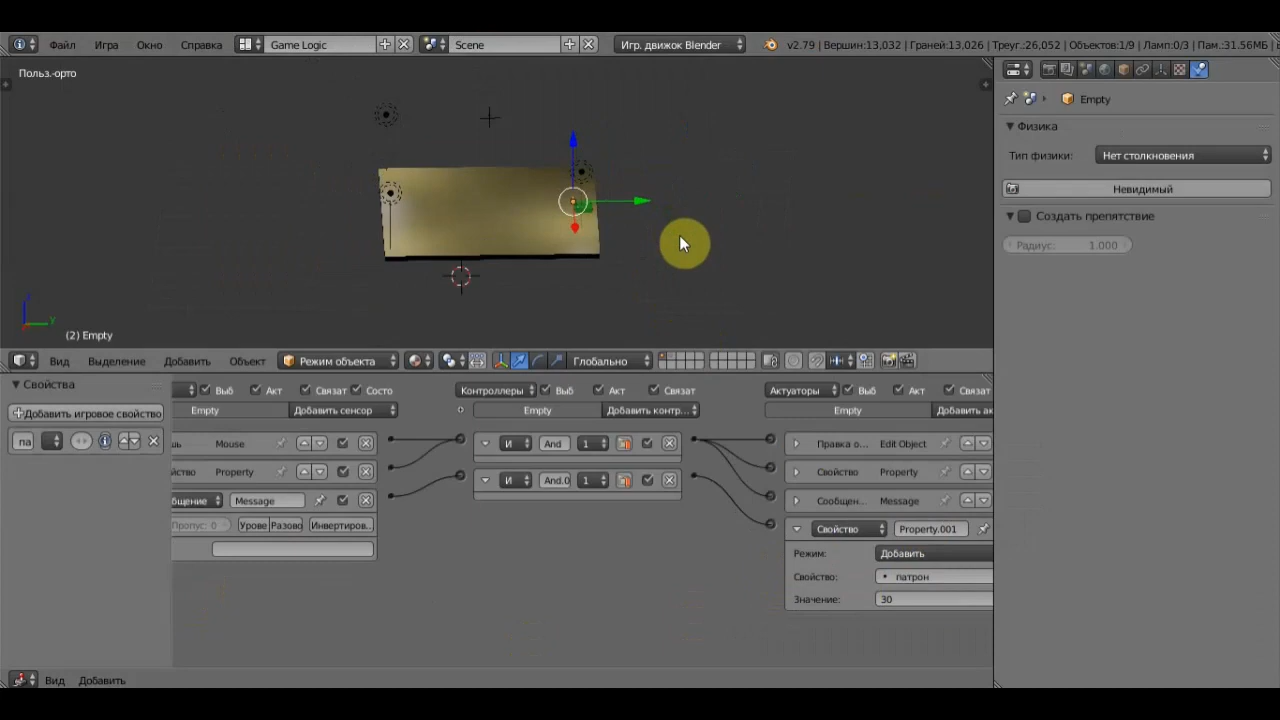 Файл Игра Окно Справка Game Logic Scene Игр. движок Blender v2.79 | Вершин:13,032 | Граней:13,026 | Треуг.:26,052 | Объектов:1/9 | Ламп:0/3 | Пам.:31.56МБ
Польз.-орто
Empty
Физика
Тип физики: Нет столкновения
Невидимый
Создать препятствие
Радиус: 1.000
(2) Empty
Вид Выделение Добавить Объект Режим объекта Глобально
Свойства
Выб Акт Связат Состо Контроллеры Выб Акт Связат Актуаторы Выб Акт Связат
Добавить игровое свойство Empty Добавить сенсор Empty Добавить контр... Empty Добавить ак
па
шь Mouse И And 1 Правка о... Edit Object
йство Property Свойство Property
бщение Message И And.0 1 Сообщен... Message
Пропус: 0 Урове Разово Инвертиров.. Свойство Property.001
Режим: Добавить
Свойство: патрон
Значение: 30
Вид Добавить